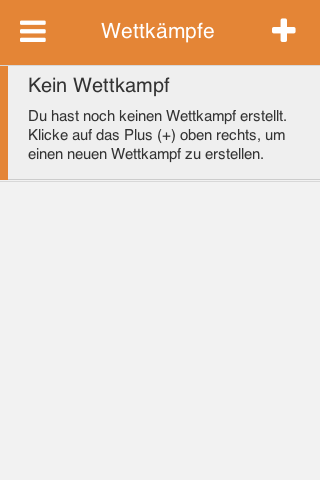 Wettkämpfe
Kein Wettkampf
Du hast noch keinen Wettkampf erstellt.
Klicke auf das Plus (+) oben rechts, um
einen neuen Wettkampf zu erstellen.